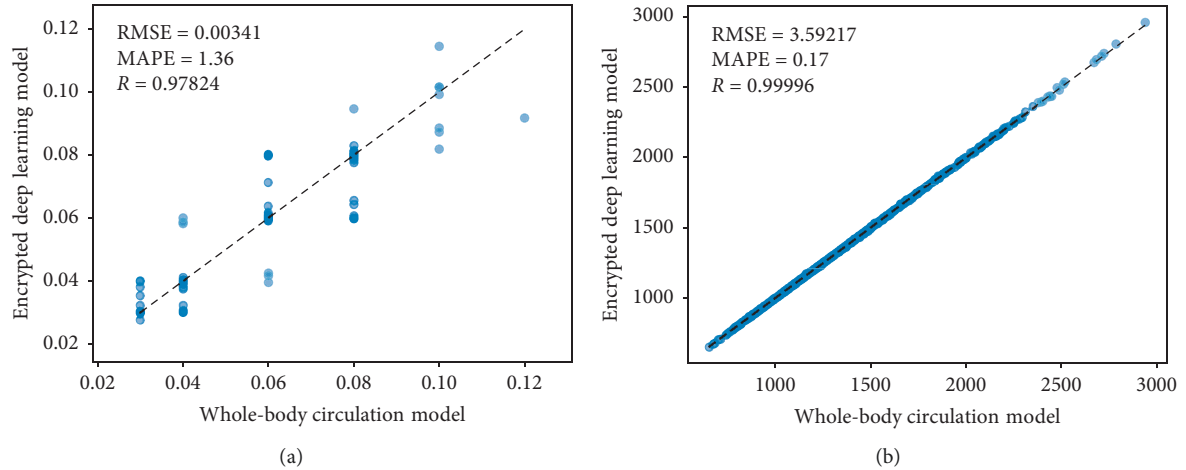 RMSE = 0.00341
MAPE = 1.36
R = 0.97824
Encrypted deep learning model
0.12
0.10
0.08
0.06
0.04
0.02
0.02 0.04 0.06 0.08 0.10 0.12
Whole-body circulation model
(a)
RMSE = 3.59217
MAPE = 0.17
R = 0.99996
Encrypted deep learning model
3000
2500
2000
1500
1000
1000 1500 2000 2500 3000
Whole-body circulation model
(b)